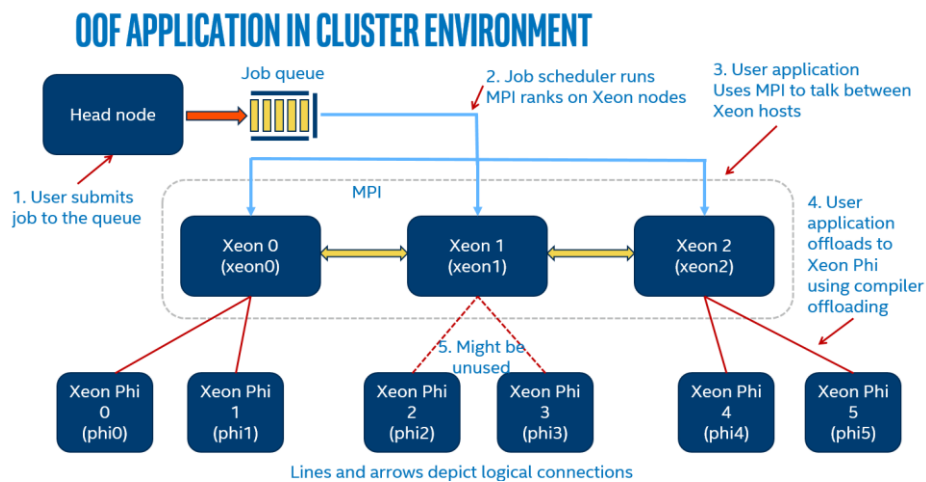 OOF APPLICATION IN CLUSTER ENVIRONMENT
Job queue
Head node
2. Job scheduler runs
MPI ranks on Xeon nodes
3. User application
Uses MPI to talk between
Xeon hosts
1. User submits
job to the queue
MPI
4. User
application
offloads to
Xeon Phi
using compiler
offloading
Xeon 0
(xeon0)
Xeon 1
(xeon1)
Xeon 2
(xeon2)
5. Might be
unused
Xeon Phi
0
(phi0)
Xeon Phi
1
(phi1)
Xeon Phi
2
(phi2)
Xeon Phi
3
(phi3)
Xeon Phi
4
(phi4)
Xeon Phi
5
(phi5)
Lines and arrows depict logical connections